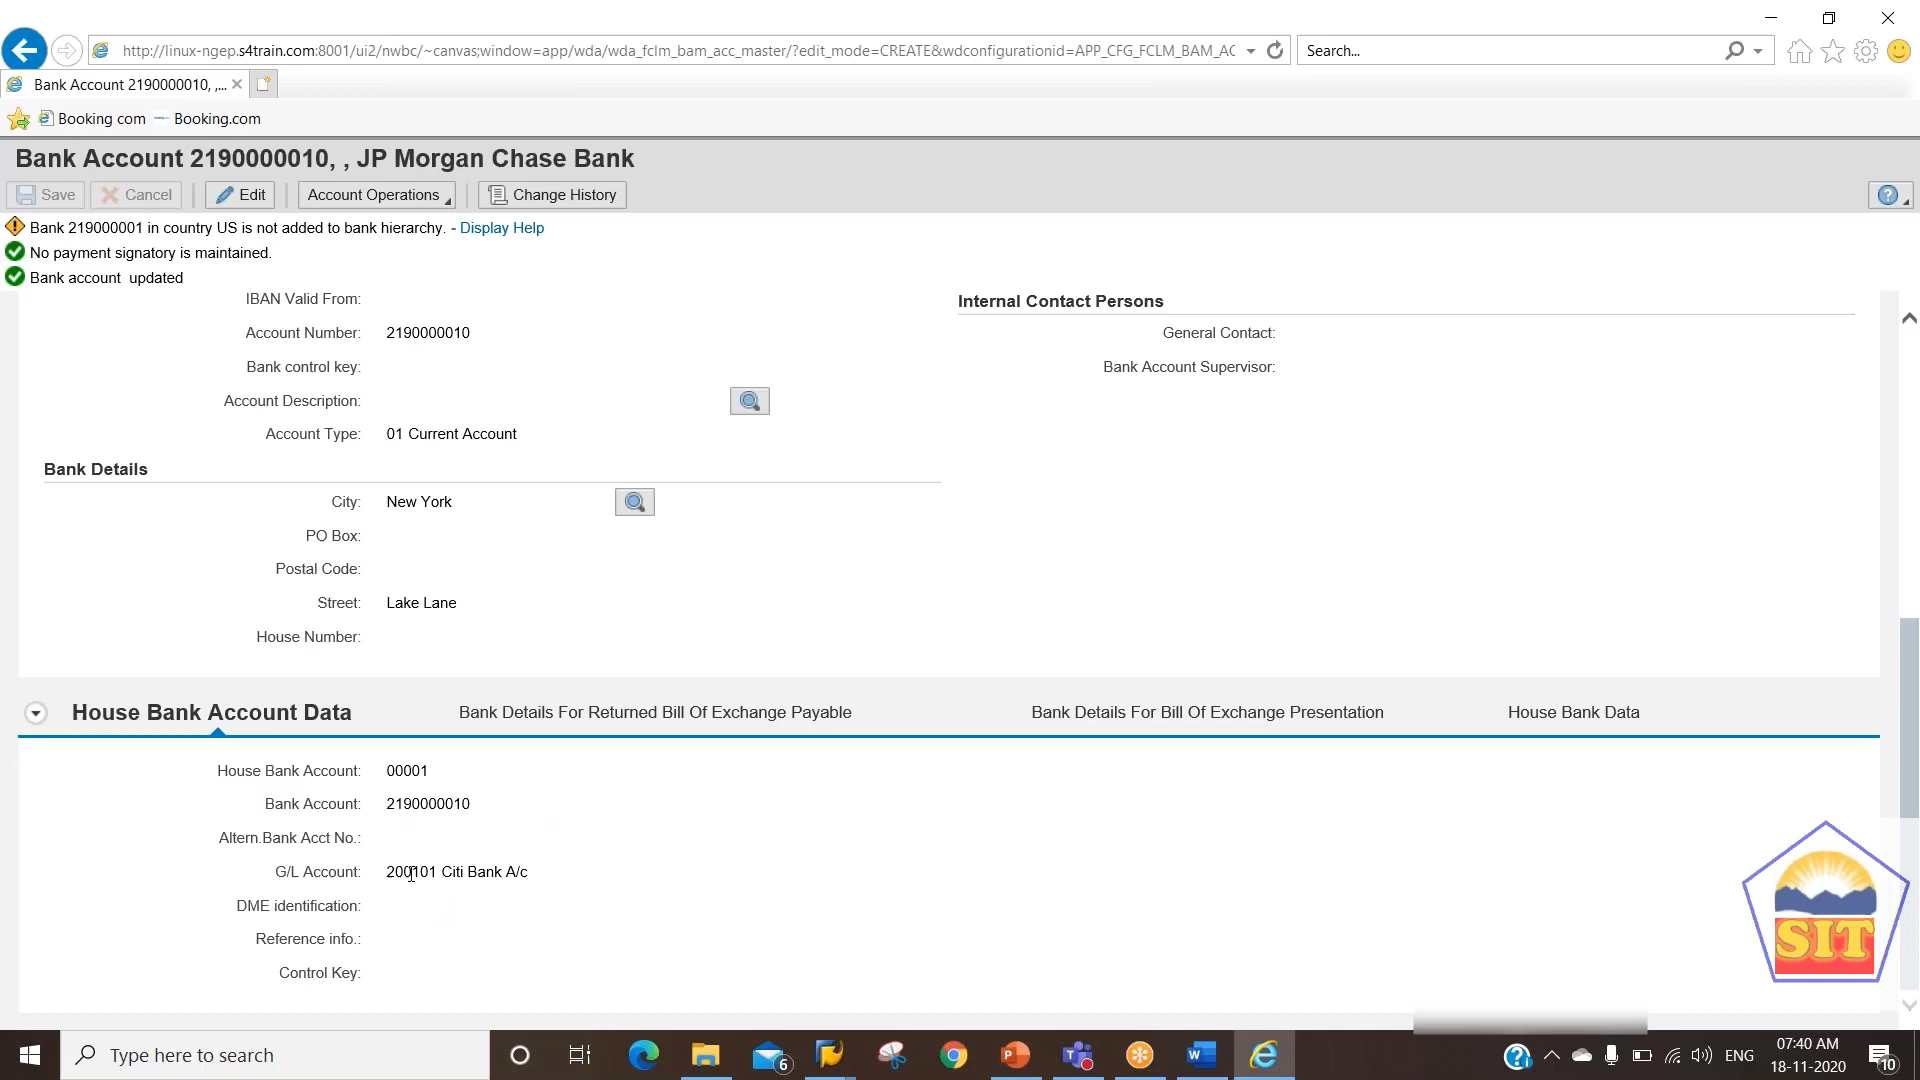 http://linux-ngep.s4train.com:8001/ui2/nwbc/~canvas;window=app/wda/wda_fclm_bam_acc_master/?edit_mode=CREATE&wdconfigurationid=APP_CFG_FCLM_BAM_AC
Search...
Bank Account 2190000010, ,...
Booking com
Booking.com
Bank Account 2190000010, , JP Morgan Chase Bank
Save
Cancel
Edit
Account Operations
Change History
Bank 219000001 in country US is not added to bank hierarchy. - Display Help
No payment signatory is maintained.
Bank account updated
IBAN Valid From:
Internal Contact Persons
Account Number: 2190000010
General Contact:
Bank control key:
Bank Account Supervisor:
Account Description:
Account Type: 01 Current Account
Bank Details
City: New York
PO Box:
Postal Code:
Street: Lake Lane
House Number:
House Bank Account Data
Bank Details For Returned Bill Of Exchange Payable
Bank Details For Bill Of Exchange Presentation
House Bank Data
House Bank Account: 00001
Bank Account: 2190000010
Altern.Bank Acct No.:
G/L Account: 200101 Citi Bank A/c
DME identification:
Reference info.:
Control Key:
SIT
Type here to search
6
ENG
07:40 AM
18-11-2020
10